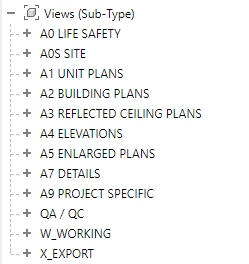 Views (Sub-Type)
A0 LIFE SAFETY
A0S SITE
A1 UNIT PLANS
A2 BUILDING PLANS
A3 REFLECTED CEILING PLANS
A4 ELEVATIONS
A5 ENLARGED PLANS
A7 DETAILS
A9 PROJECT SPECIFIC
QA / QC
W_WORKING
X_EXPORT